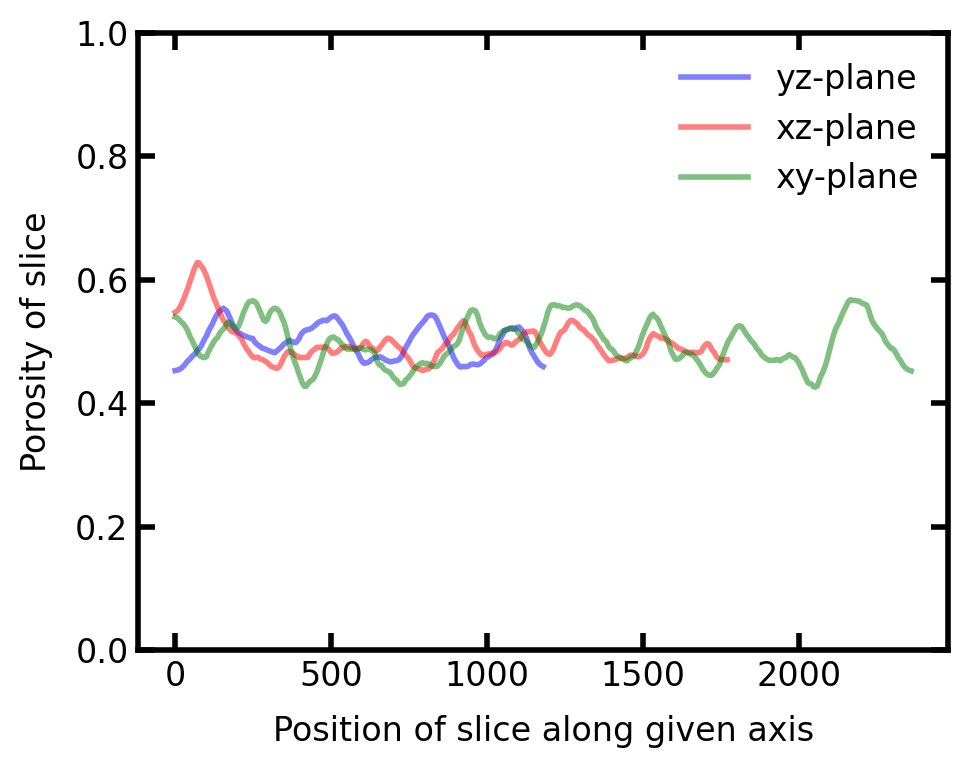 1.0
0.8
0.6
0.4
0.2
0.0
Porosity of slice
yz-plane
xz-plane
xy-plane
0 500 1000 1500 2000
Position of slice along given axis